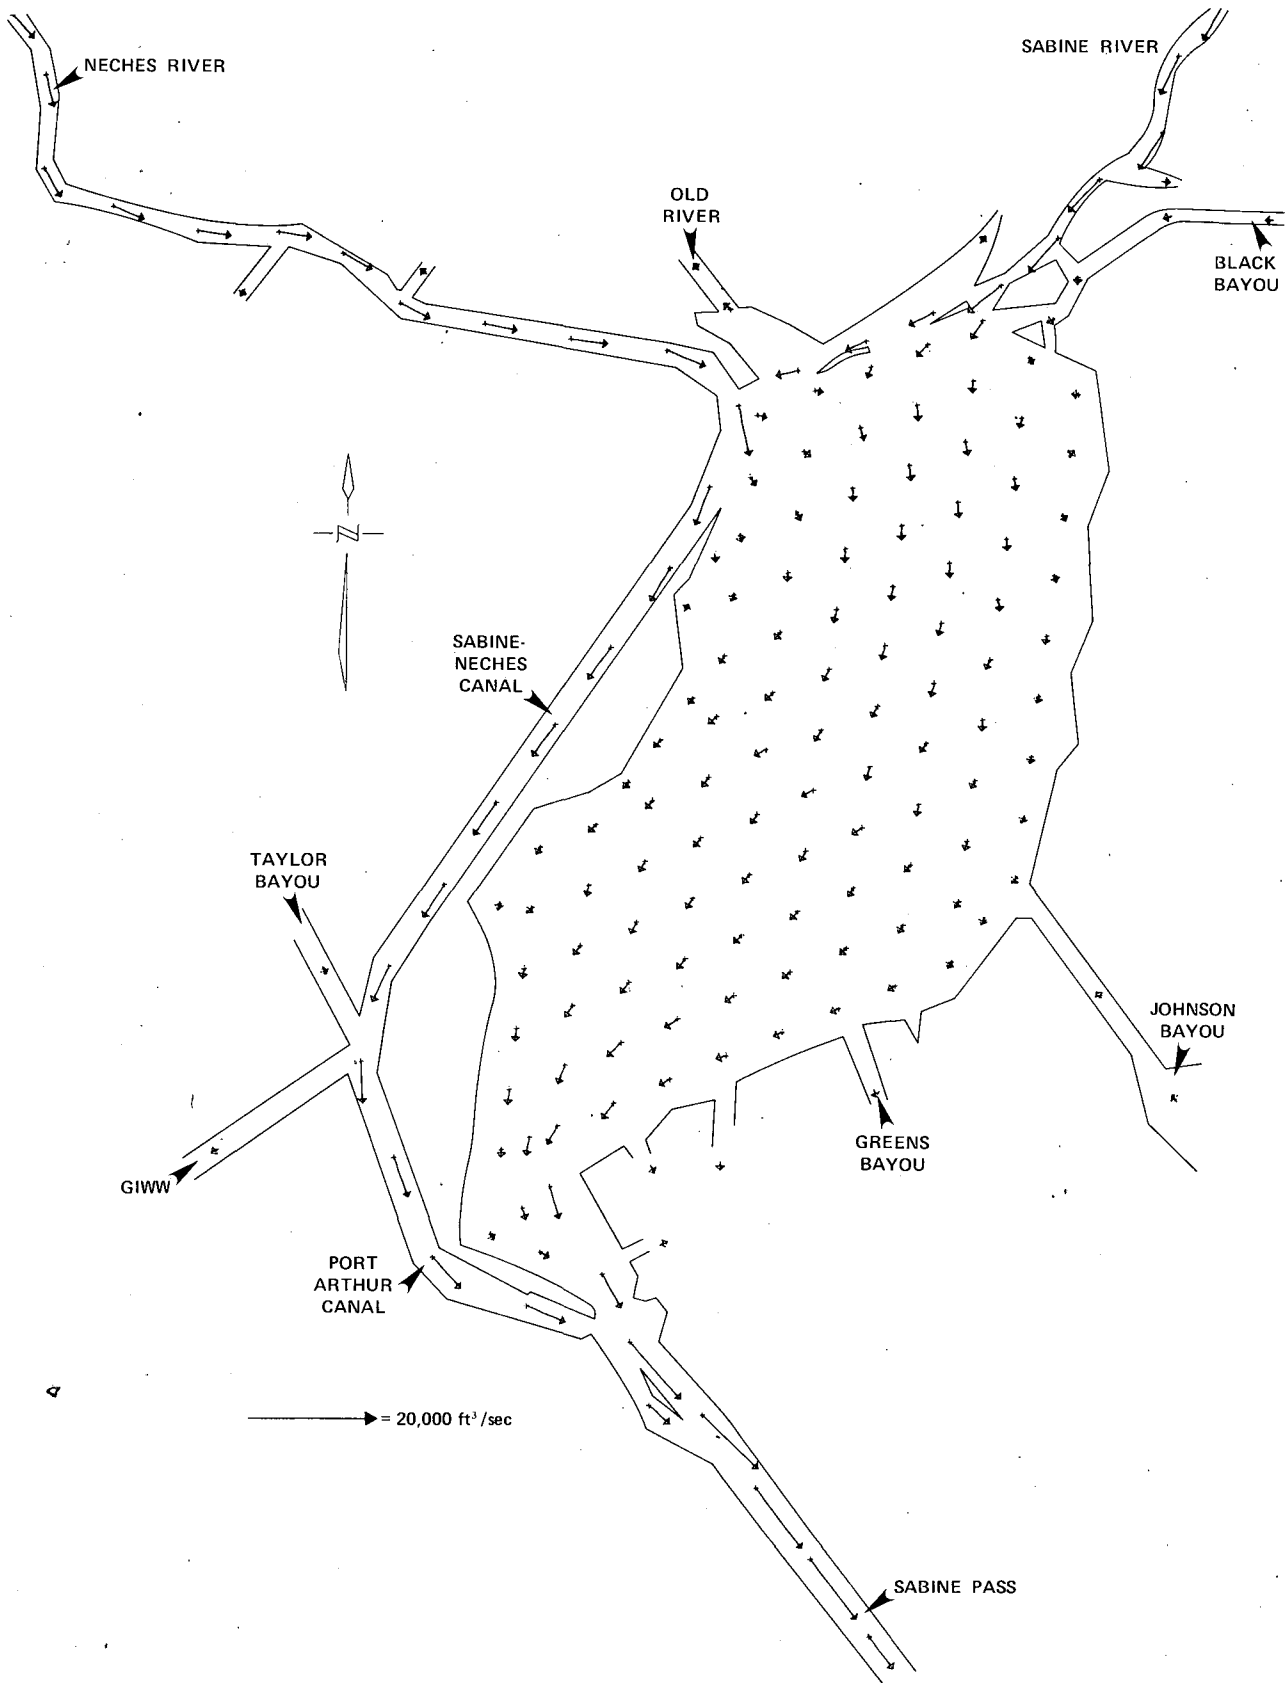 NECHES RIVER
SABINE RIVER
OLD
RIVER
BLACK
BAYOU
N
SABINE-
NECHES
CANAL
TAYLOR
BAYOU
JOHNSON
BAYOU
GREENS
BAYOU
GIWW
PORT
ARTHUR
CANAL
= 20,000 ft³/sec
SABINE PASS